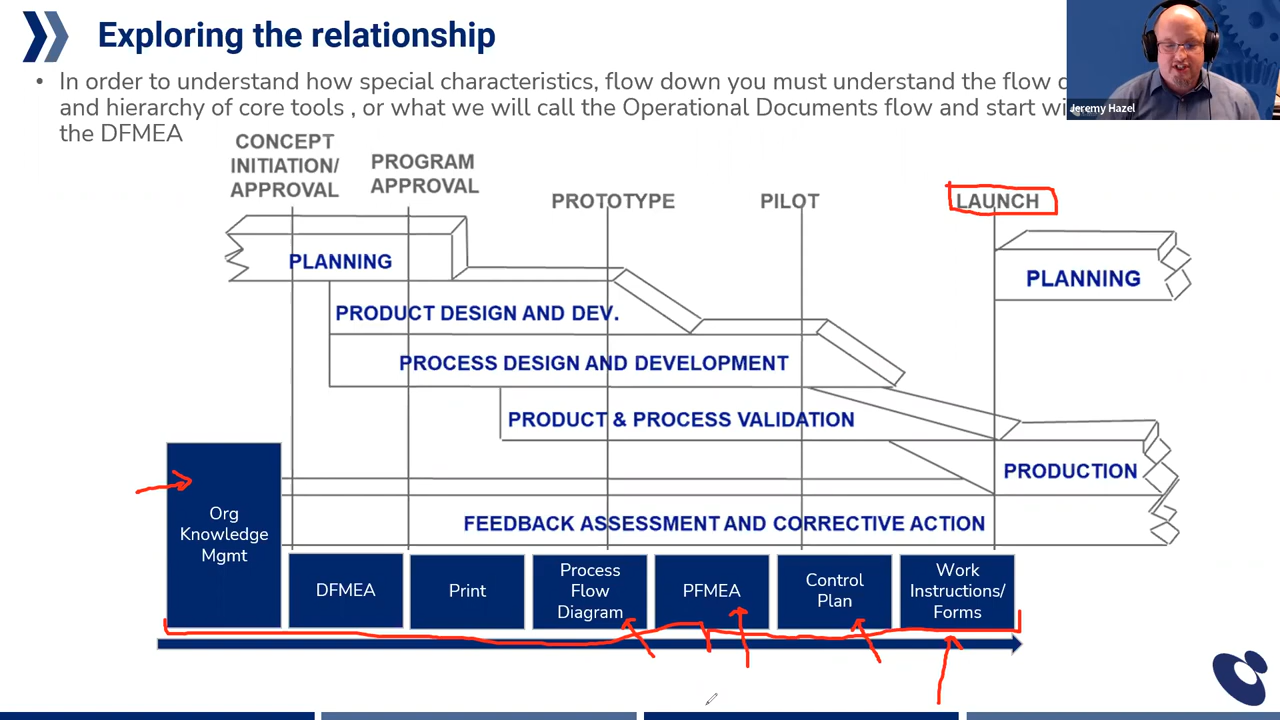 Exploring the relationship
• In order to understand how special characteristics, flow down you must understand the flow
and hierarchy of core tools , or what we will call the Operational Documents flow and start
the DFMEA
Jeremy Hazel
CONCEPT
INITIATION/
APPROVAL
PROGRAM
APPROVAL
PROTOTYPE
PILOT
LAUNCH
PLANNING
PLANNING
PRODUCT DESIGN AND DEV.
PROCESS DESIGN AND DEVELOPMENT
PRODUCT & PROCESS VALIDATION
PRODUCTION
FEEDBACK ASSESSMENT AND CORRECTIVE ACTION
Org
Knowledge
Mgmt
DFMEA
Print
Process
Flow
Diagram
PFMEA
Control
Plan
Work
Instructions/
Forms